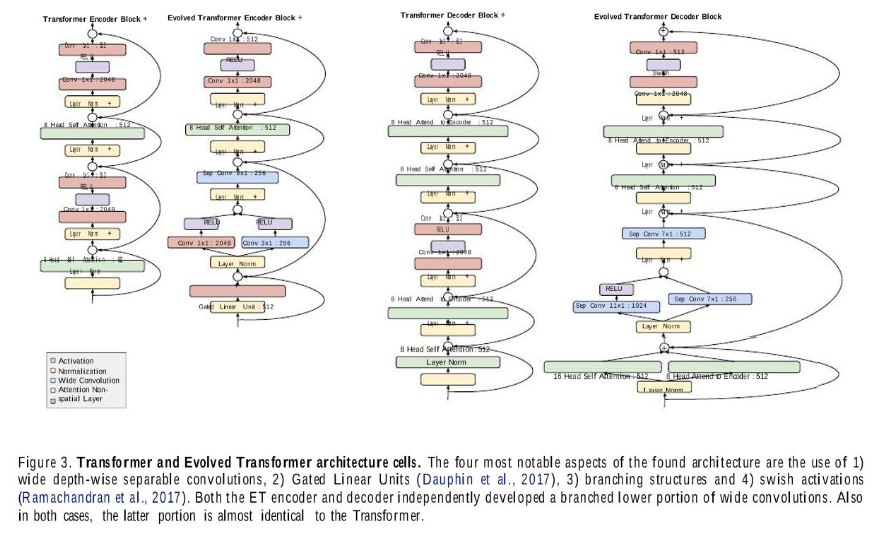 Transformer Encoder Block +
Conv 1x1 : 512
RELU
Conv 1x1 : 2048
Layer Norm +
8 Head Self Attention : 512
Layer Norm +
Conv 1x1 : 512
RELU
Conv 1x1 : 2048
Layer Norm +
8 Head Self Attention : 512
Layer Norm
Evolved Transformer Encoder Block +
Conv 1x1 : 512
RELU
Conv 1x1 : 2048
Layer Norm +
8 Head Self Attention : 512
Layer Norm +
Sep Conv 9x1 : 256
Layer Norm +
RELU RELU
Conv 1x1 : 2048 Conv 3x1 : 256
Layer Norm
Gated Linear Unit : 512
Transformer Decoder Block +
Conv 1x1 : 512
RELU
Conv 1x1 : 2048
Layer Norm +
8 Head Attend to Encoder : 512
Layer Norm +
8 Head Self Attention : 512
Layer Norm +
Conv 1x1 : 512
RELU
Conv 1x1 : 2048
Layer Norm +
8 Head Attend to Encoder : 512
Layer Norm +
8 Head Self Attention : 512
Layer Norm
Evolved Transformer Decoder Block
+
Conv 1x1 : 512
Swish
Conv 1x1 : 2048
Layer Norm +
8 Head Attend to Encoder : 512
Layer Norm +
8 Head Self Attention : 512
Layer Norm +
Sep Conv 7x1 : 512
Layer Norm +
RELU
Sep Conv 11x1 : 1024 Sep Conv 7x1 : 256
Layer Norm
+
16 Head Self Attention : 512 8 Head Attend to Encoder : 512
Layer Norm
Activation
Normalization
Wide Convolution
Attention Non-
spatial Layer
Figure 3. Transformer and Evolved Transformer architecture cells. The four most notable aspects of the found architecture are the use of 1)
wide depth-wise separable convolutions, 2) Gated Linear Units (Dauphin et al., 2017), 3) branching structures and 4) swish activations
(Ramachandran et al., 2017). Both the ET encoder and decoder independently developed a branched lower portion of wide convolutions. Also
in both cases, the latter portion is almost identical to the Transformer.